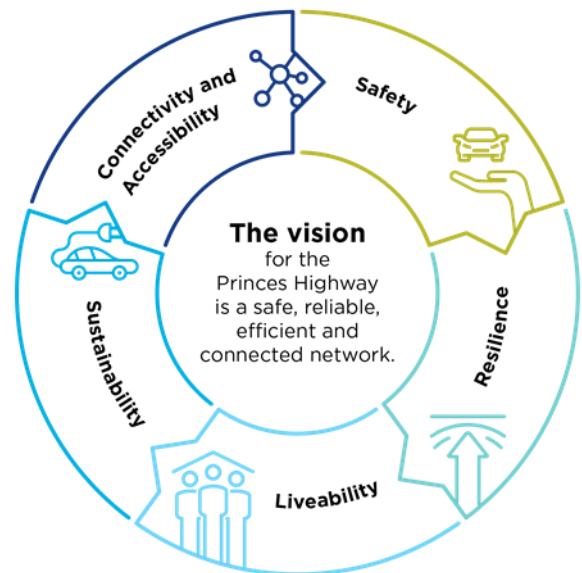 Connectivity and
Accessibility
Safety
The vision
for the
Princes Highway
is a safe, reliable,
efficient and
connected network.
Resilience
Sustainability
Liveability